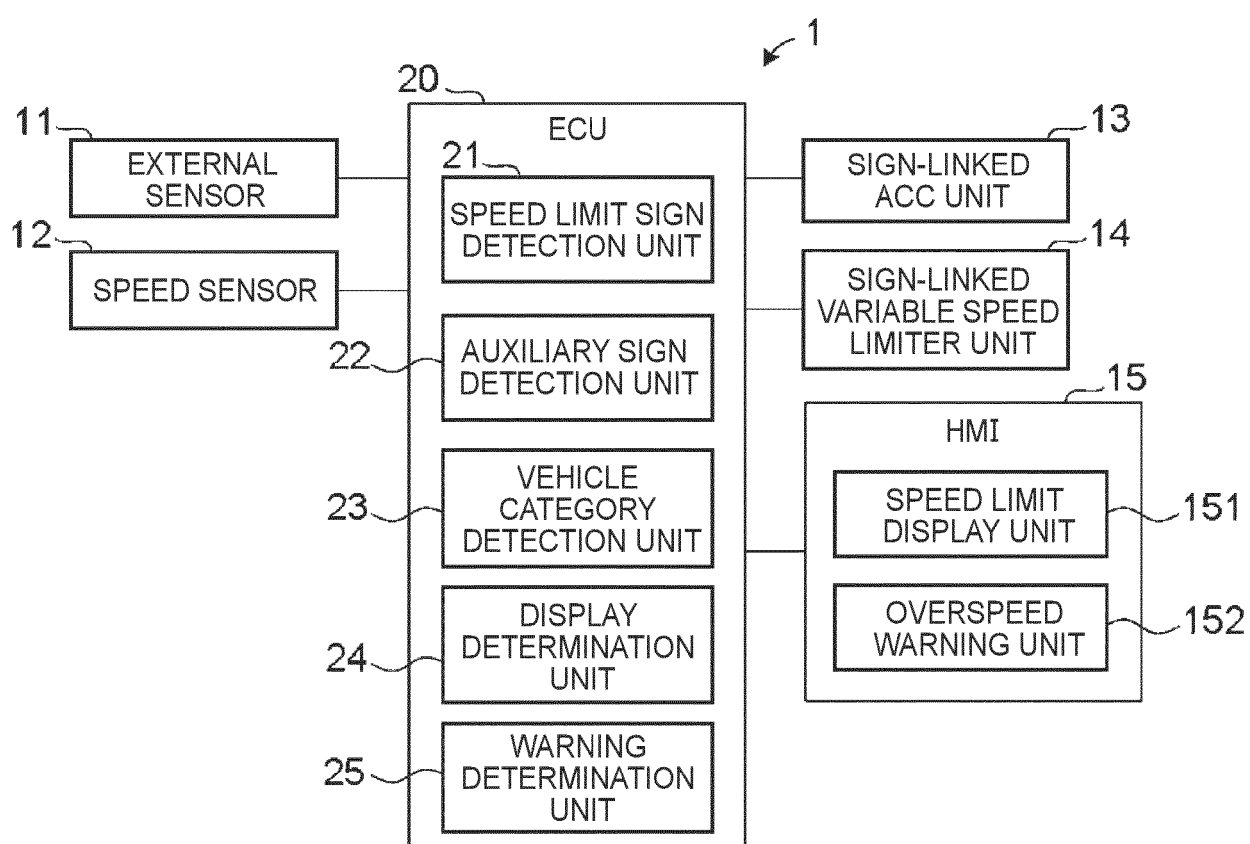 1
20
ECU
11
EXTERNAL
SENSOR
12
SPEED SENSOR
21
SPEED LIMIT SIGN
DETECTION UNIT
22
AUXILIARY SIGN
DETECTION UNIT
23
VEHICLE
CATEGORY
DETECTION UNIT
24
DISPLAY
DETERMINATION
UNIT
25
WARNING
DETERMINATION
UNIT
13
SIGN-LINKED
ACC UNIT
14
SIGN-LINKED
VARIABLE SPEED
LIMITER UNIT
15
HMI
SPEED LIMIT
DISPLAY UNIT
151
OVERSPEED
WARNING UNIT
152